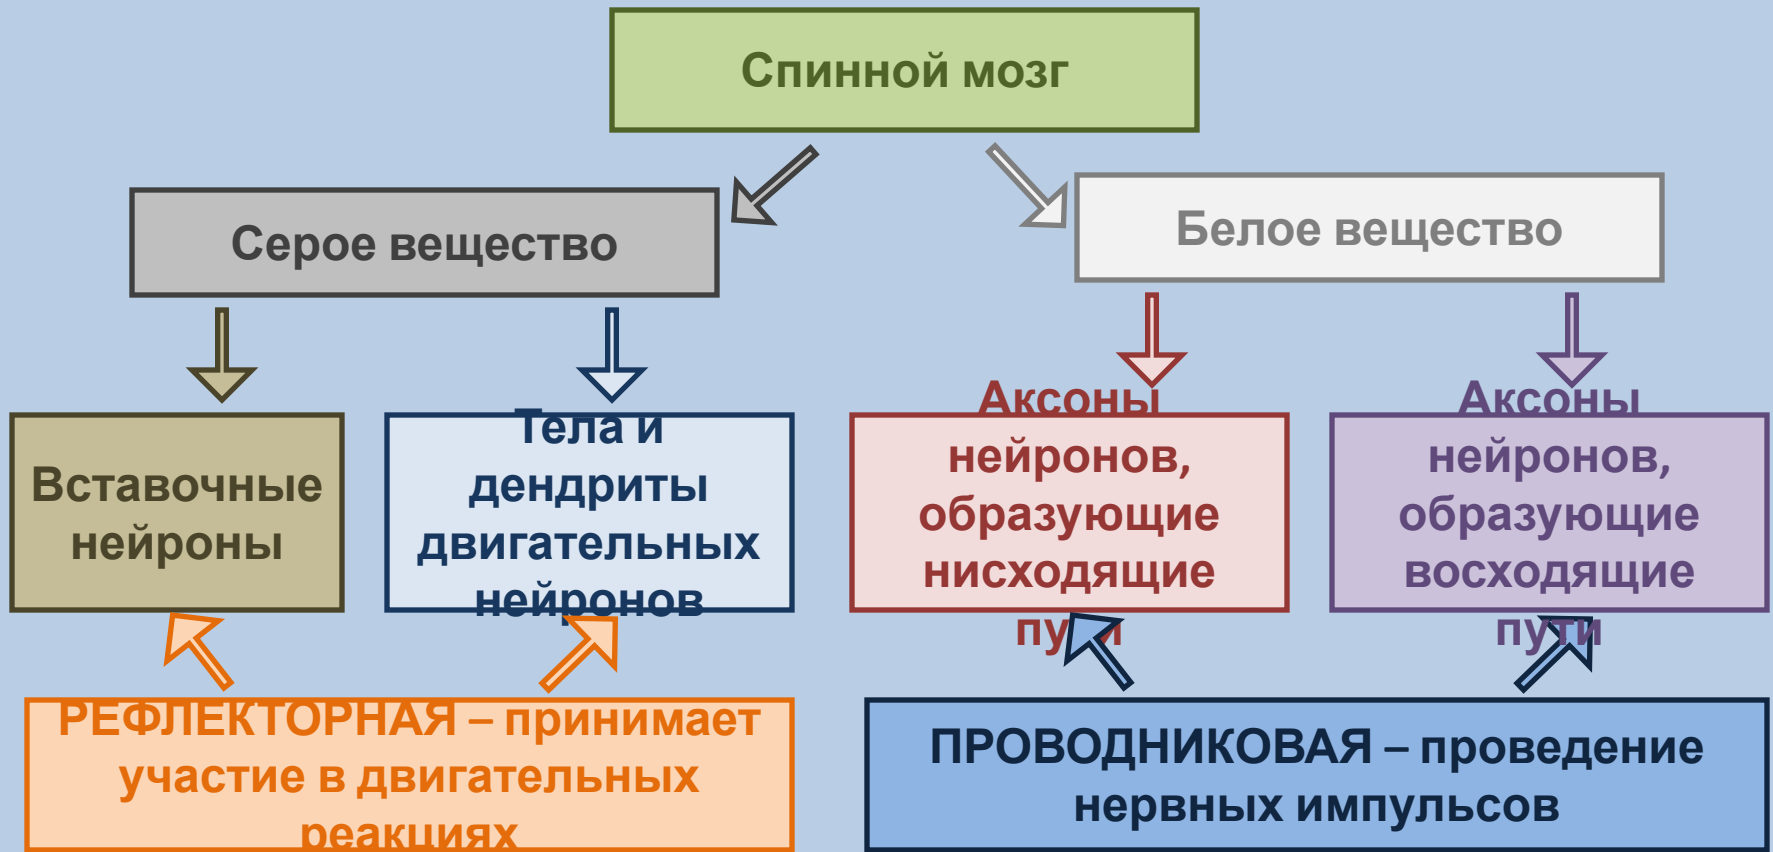 Спинной мозг
Серое вещество
Белое вещество
Вставочные
нейроны
Тела и
дендриты
двигательных
нейронов
Аксоны
нейронов,
образующие
нисходящие
пути
Аксоны
нейронов,
образующие
восходящие
пути
РЕФЛЕКТОРНАЯ – принимает
участие в двигательных
реакциях
ПРОВОДНИКОВАЯ – проведение
нервных импульсов